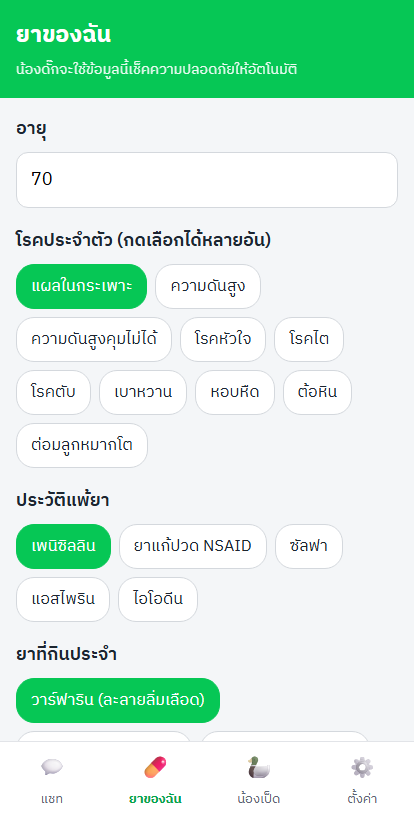 ยาของฉัน
น้องด๊กจะใช้ข้อมูลนี้เช็คความปลอดภัยให้อัตโนมัติ
อายุ
70
โรคประจำตัว (กดเลือกได้หลายอัน)
แผลในกระเพาะ ความดันสูง
ความดันสูงคุมไม่ได้ โรคหัวใจ โรคไต
โรคตับ เบาหวาน หอบหืด ต้อหิน
ต่อมลูกหมากโต
ประวัติแพ้ยา
เพนิซิลลิน ยาแก้ปวด NSAID ซัลฟา
แอสไพริน ไอโอดีน
ยาที่กินประจำ
วาร์ฟาริน (ละลายลิ่มเลือด)
แชท ยาของฉัน น้องเป็ด ตั้งค่า